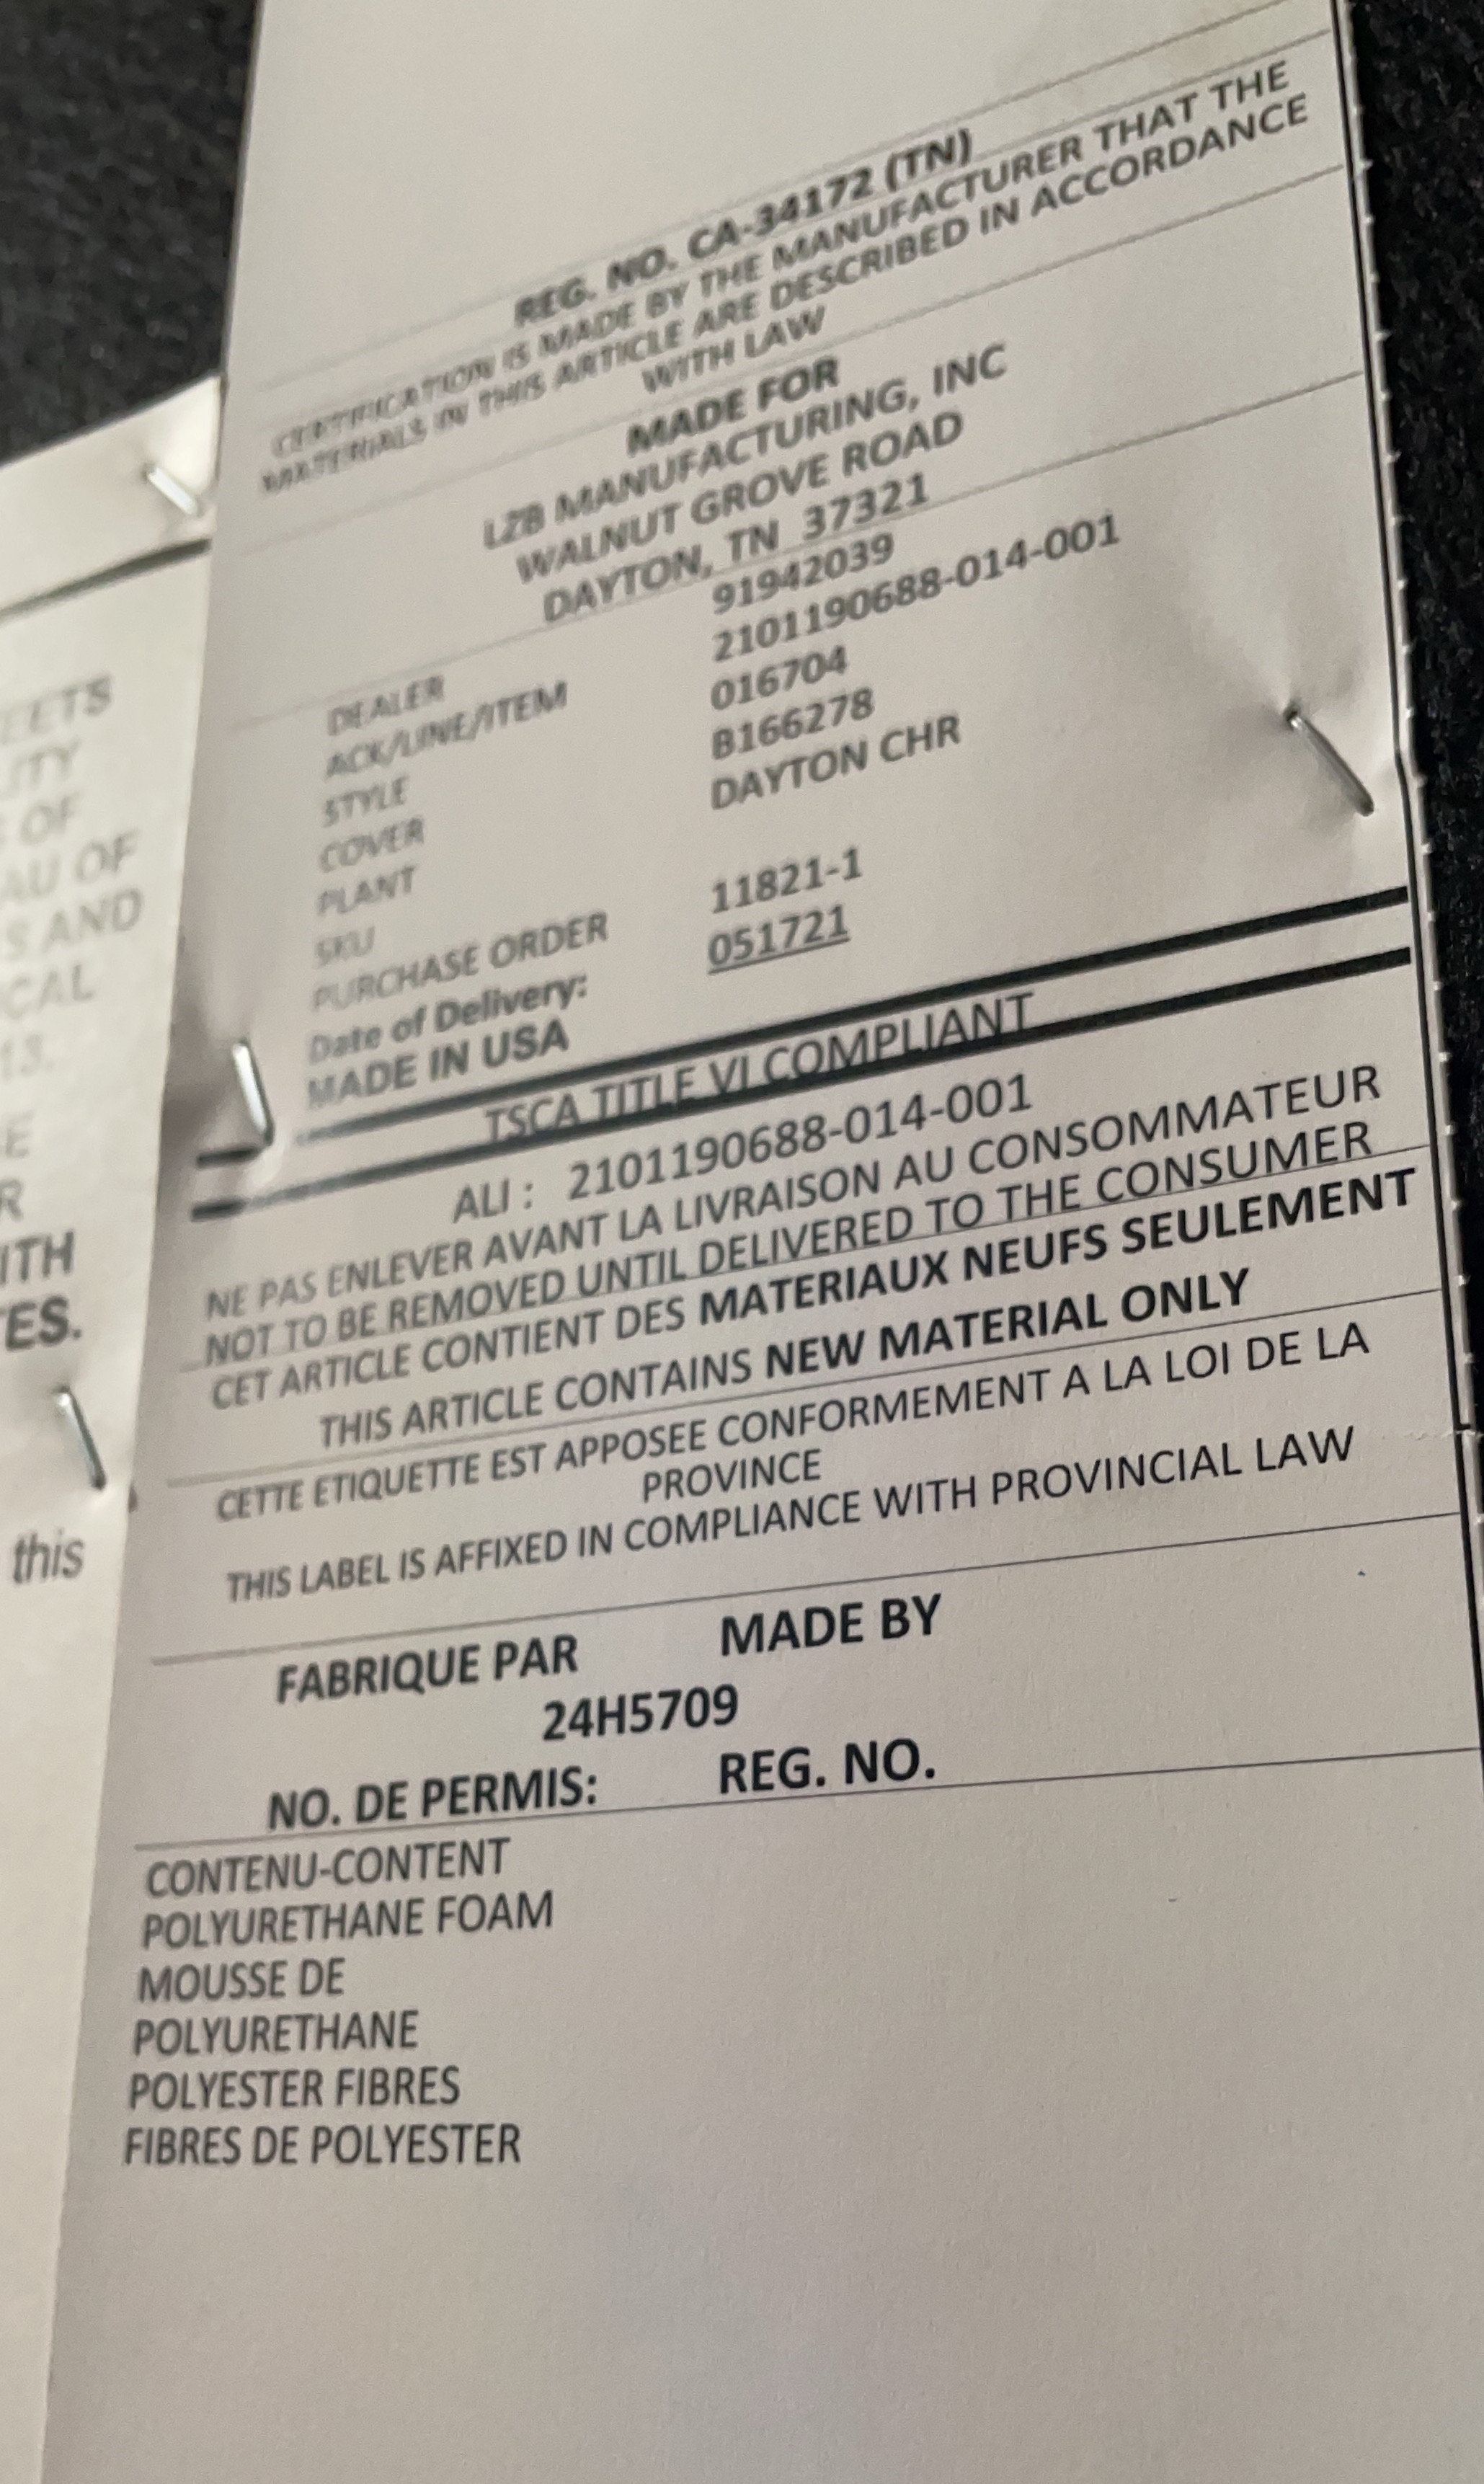 REG. NO. CA-34172 (TN)
CERTIFICATION IS MADE BY THE MANUFACTURER THAT THE
MATERIALS IN THIS ARTICLE ARE DESCRIBED IN ACCORDANCE
WITH LAW
MADE FOR
LZB MANUFACTURING, INC
WALNUT GROVE ROAD
DAYTON, TN 37321
DEALER 91942039
ACK/LINE/ITEM 2101190688-014-001
STYLE 016704
COVER B166278
PLANT DAYTON CHR
SKU
PURCHASE ORDER 11821-1
Date of Delivery: 051721
MADE IN USA
TSCA TITLE VI COMPLIANT
ALI : 2101190688-014-001
NE PAS ENLEVER AVANT LA LIVRAISON AU CONSOMMATEUR
NOT TO BE REMOVED UNTIL DELIVERED TO THE CONSUMER
CET ARTICLE CONTIENT DES MATERIAUX NEUFS SEULEMENT
THIS ARTICLE CONTAINS NEW MATERIAL ONLY
CETTE ETIQUETTE EST APPOSEE CONFORMEMENT A LA LOI DE LA
PROVINCE
THIS LABEL IS AFFIXED IN COMPLIANCE WITH PROVINCIAL LAW
FABRIQUE PAR MADE BY
24H5709
NO. DE PERMIS: REG. NO.
CONTENU-CONTENT
POLYURETHANE FOAM
MOUSSE DE
POLYURETHANE
POLYESTER FIBRES
FIBRES DE POLYESTER
OF
AU OF
AND
this